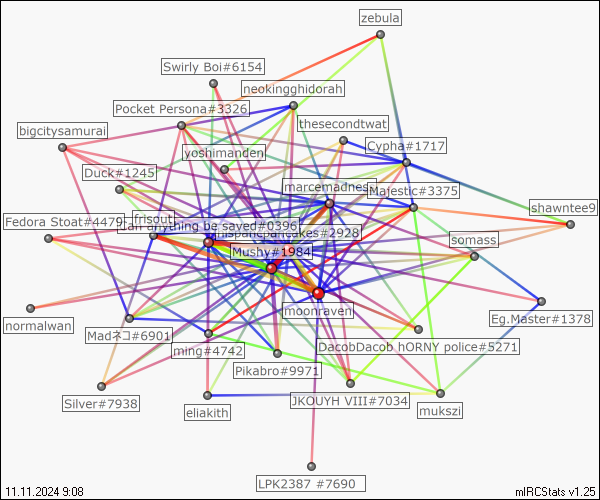 zebula
Swirly Boi#6154
neokingghidorah
Pocket Persona#3326
thesecondtwat
bigcitysamurai
Cypha#1717
yoshimanden
Duck#1245
marcemadness
Majestic#3375
shawntee9
Fedora Stoat#4479
frisout
can anything be saved#0396
pancakes#2928
somass
Mushy#1984
moonraven
Eg.Master#1378
normalwan
Madネコ#6901
ming#4742
DacobDacob hORNY police#5271
Pikabro#9971
Silver#7938
JKOUYH VIII#7034
eliakith
mukszi
LPK2387 #7690
11.11.2024 9:08
mIRCStats v1.25